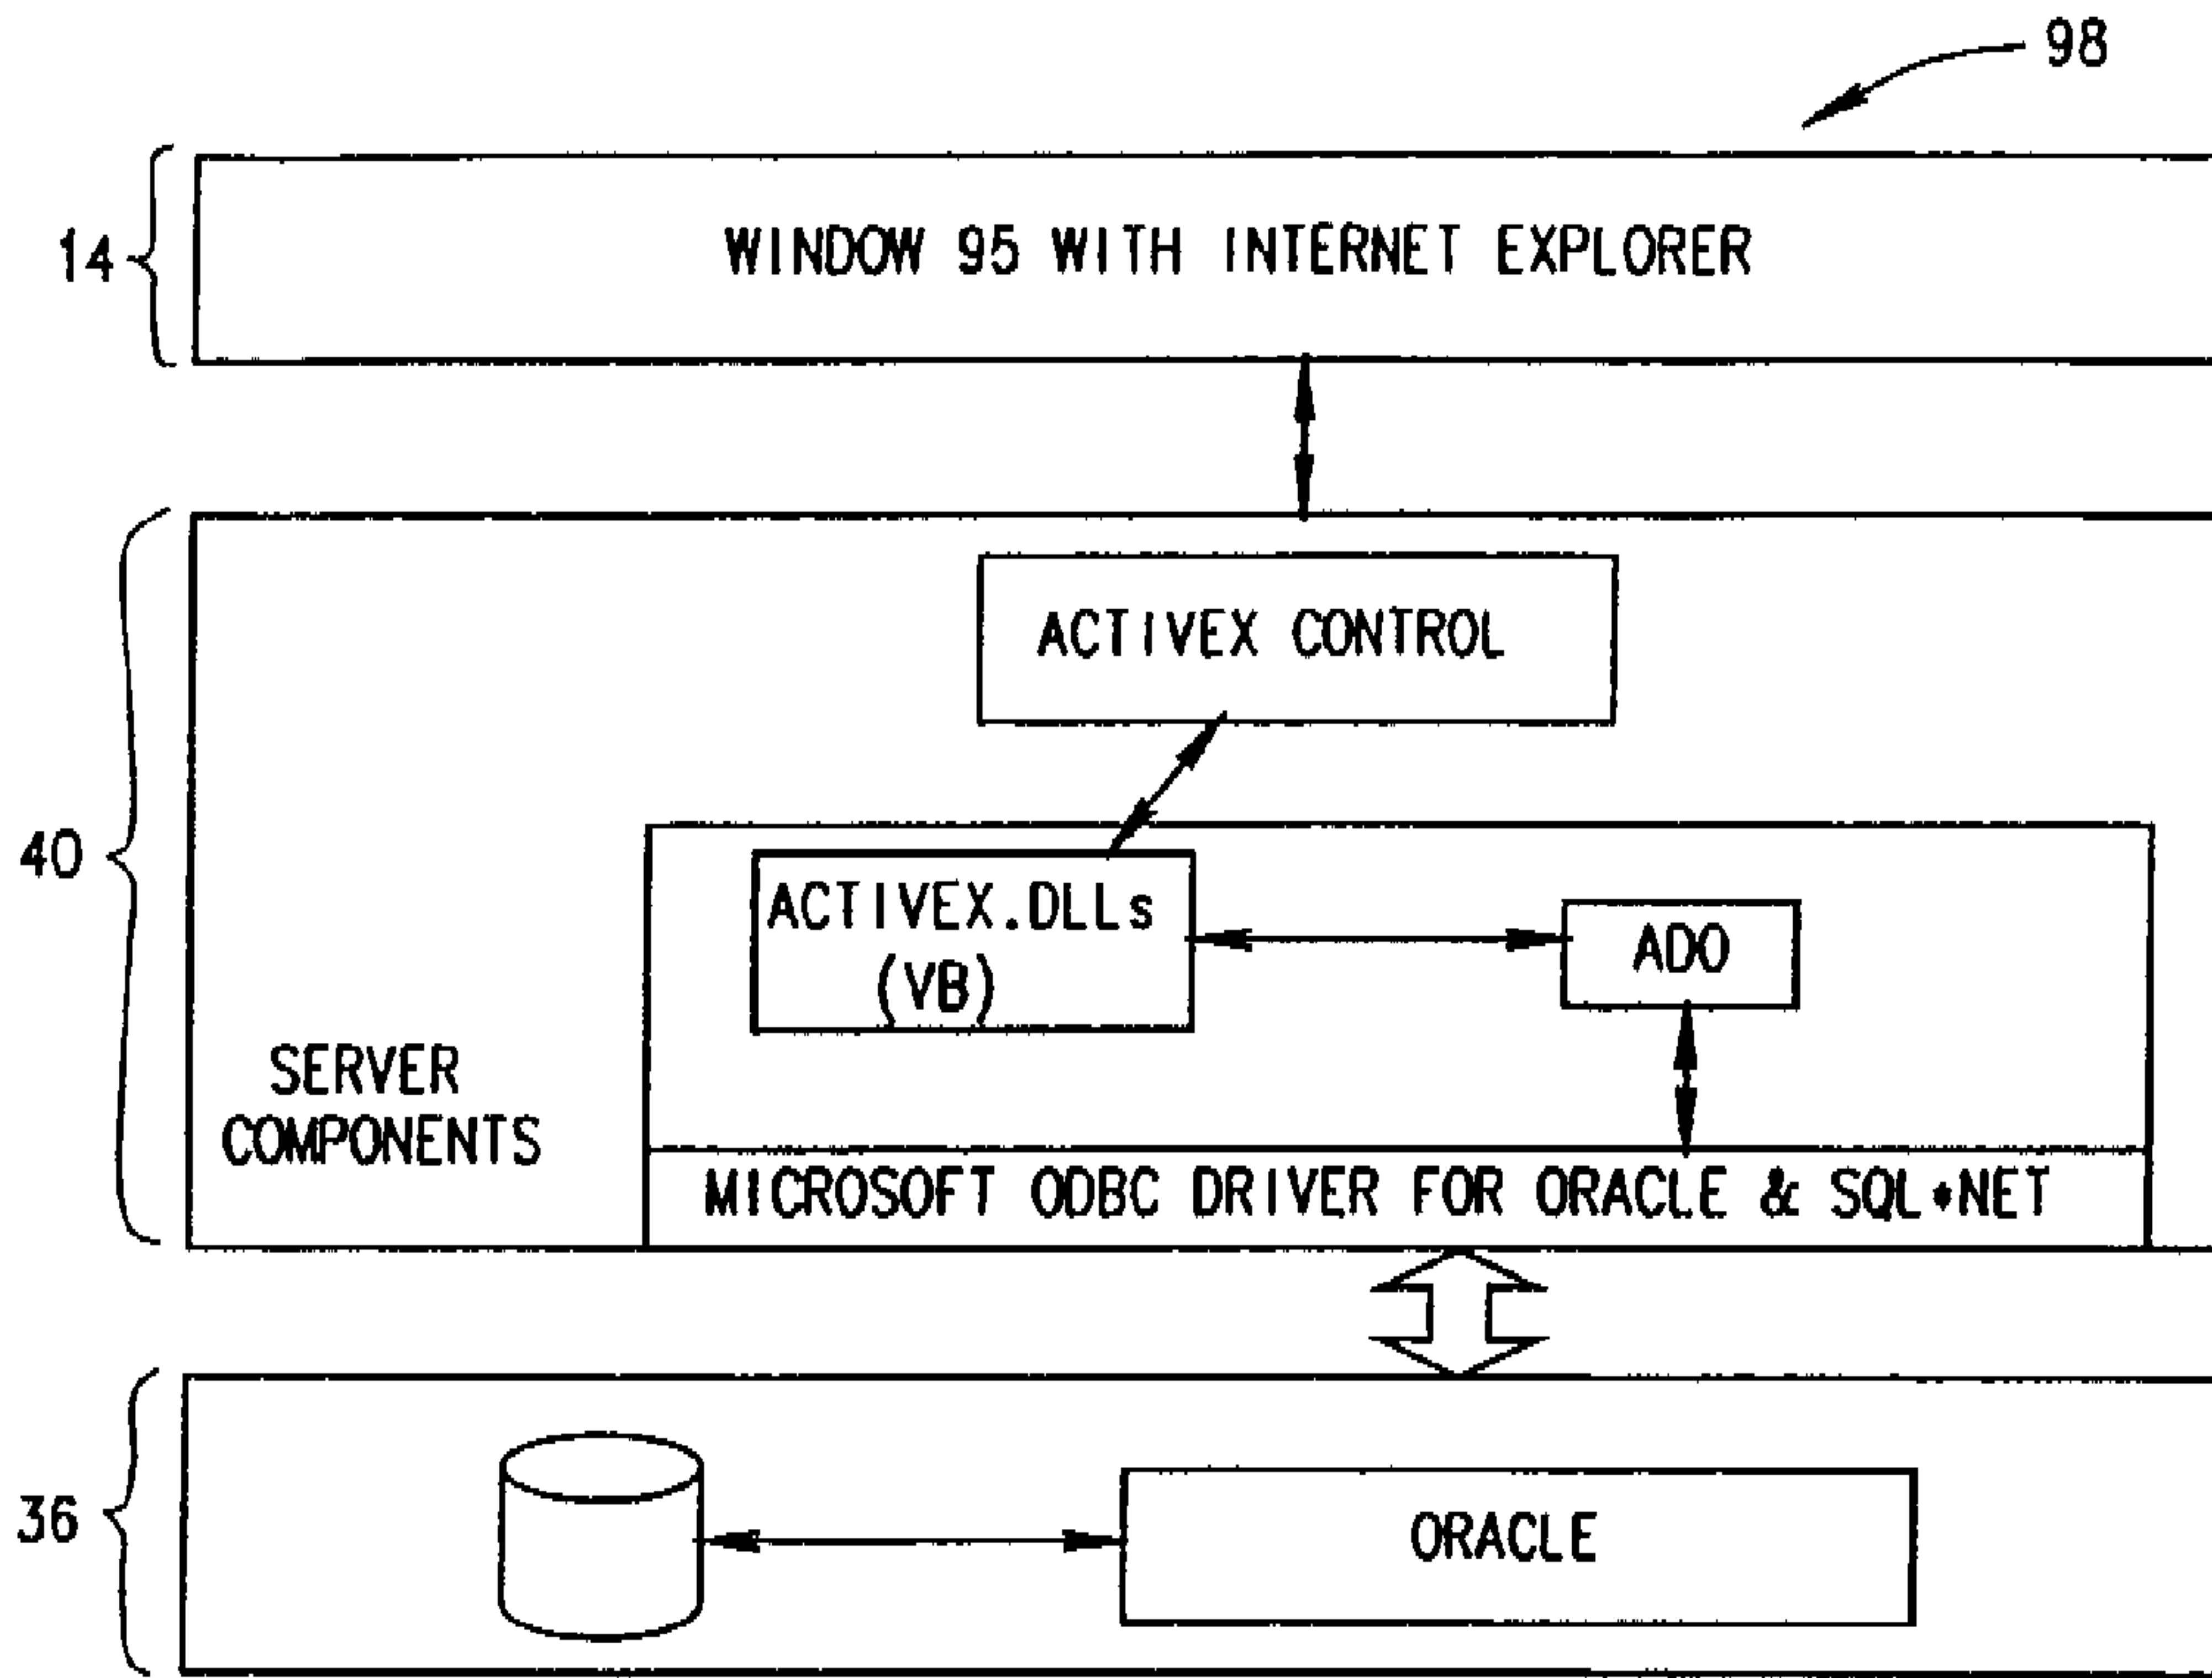 98
14
WINDOW 95 WITH INTERNET EXPLORER
ACTIVEX CONTROL
40
ACTIVEX.DLLs
(VB)
ADO
SERVER
COMPONENTS
MICROSOFT ODBC DRIVER FOR ORACLE & SQL*NET
36
ORACLE